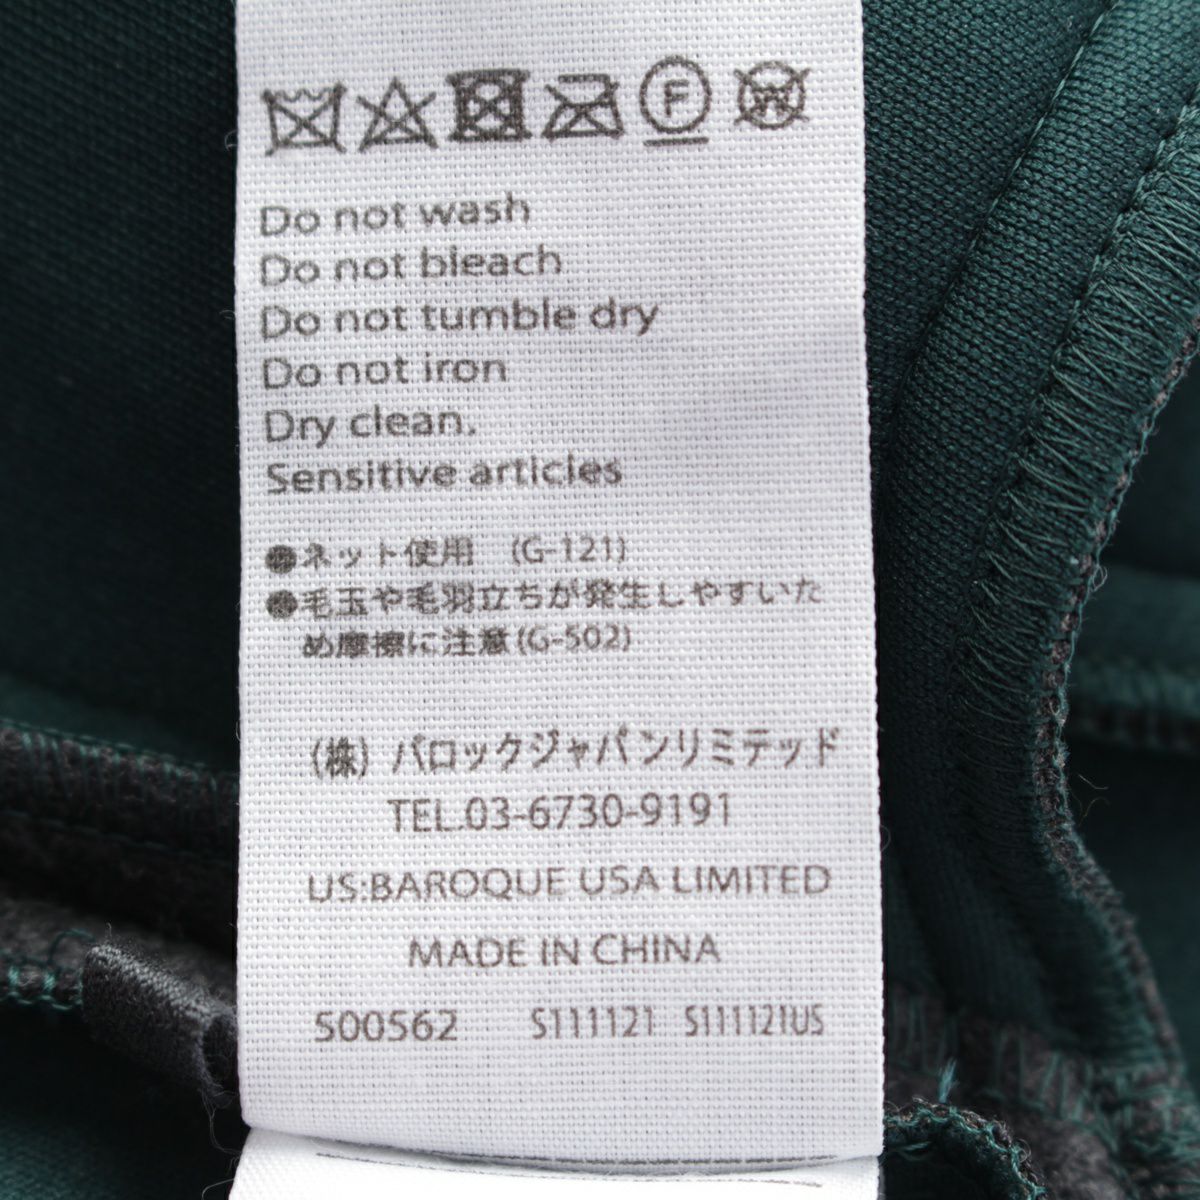 F
W
Do not wash
Do not bleach
Do not tumble dry
Do not iron
Dry clean.
Sensitive articles
●ネット使用 (G-121)
●毛玉や毛羽立ちが発生しやすいた
め摩擦に注意(G-502)
(株) バロックジャパンリミテッド
TEL.03-6730-9191
US:BAROQUE USA LIMITED
MADE IN CHINA
500562 S111121 S111121US